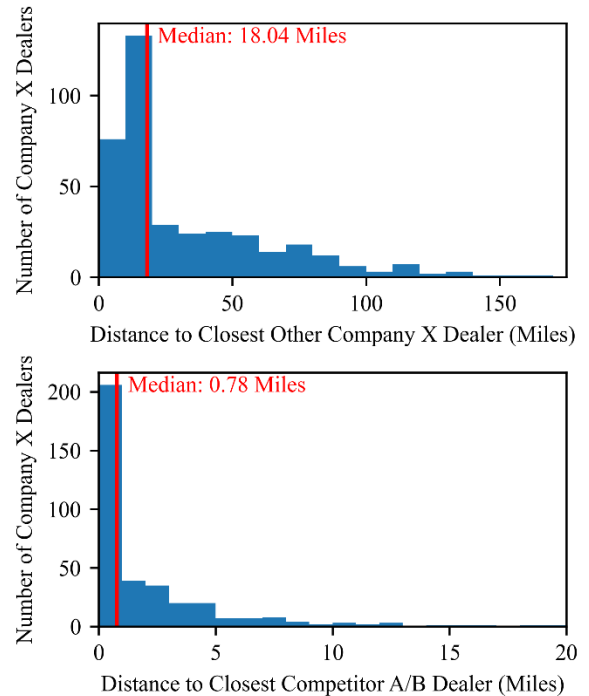 Median: 18.04 Miles
Number of Company X Dealers
100
50
0
0 50 100 150
Distance to Closest Other Company X Dealer (Miles)
Median: 0.78 Miles
Number of Company X Dealers
200
150
100
50
0
0 5 10 15 20
Distance to Closest Competitor A/B Dealer (Miles)